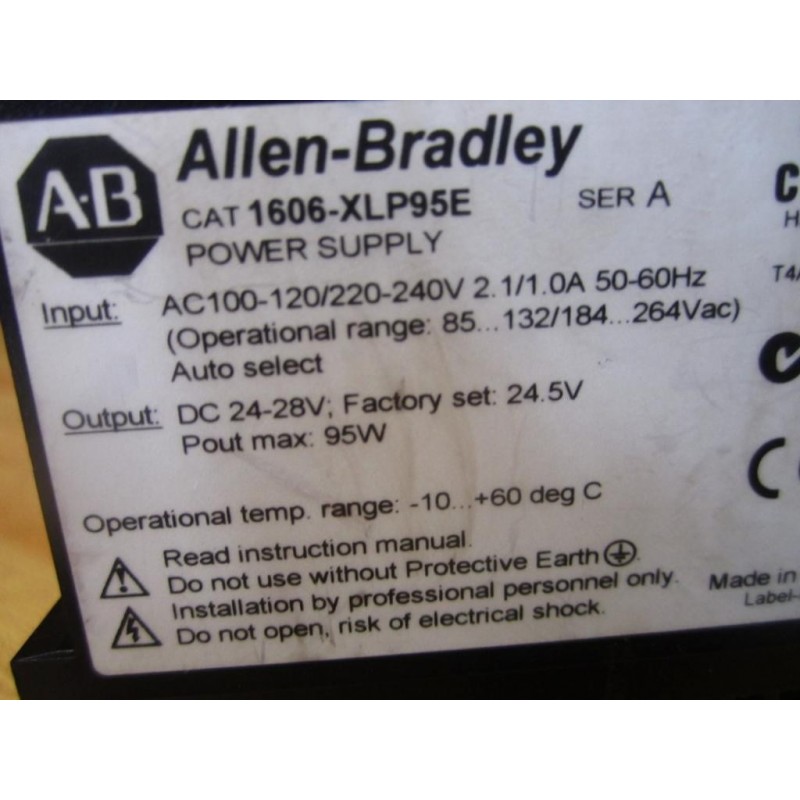 A·B Allen-Bradley
CAT 1606-XLP95E SER A
POWER SUPPLY
Input: AC100-120/220-240V 2.1/1.0A 50-60Hz
(Operational range: 85...132/184...264Vac)
Auto select
Output: DC 24-28V; Factory set: 24.5V
Pout max: 95W
Operational temp. range: -10...+60 deg C
Read instruction manual.
Do not use without Protective Earth
Installation by professional personnel only.
Do not open, risk of electrical shock.
T4
C
Made in
Label-